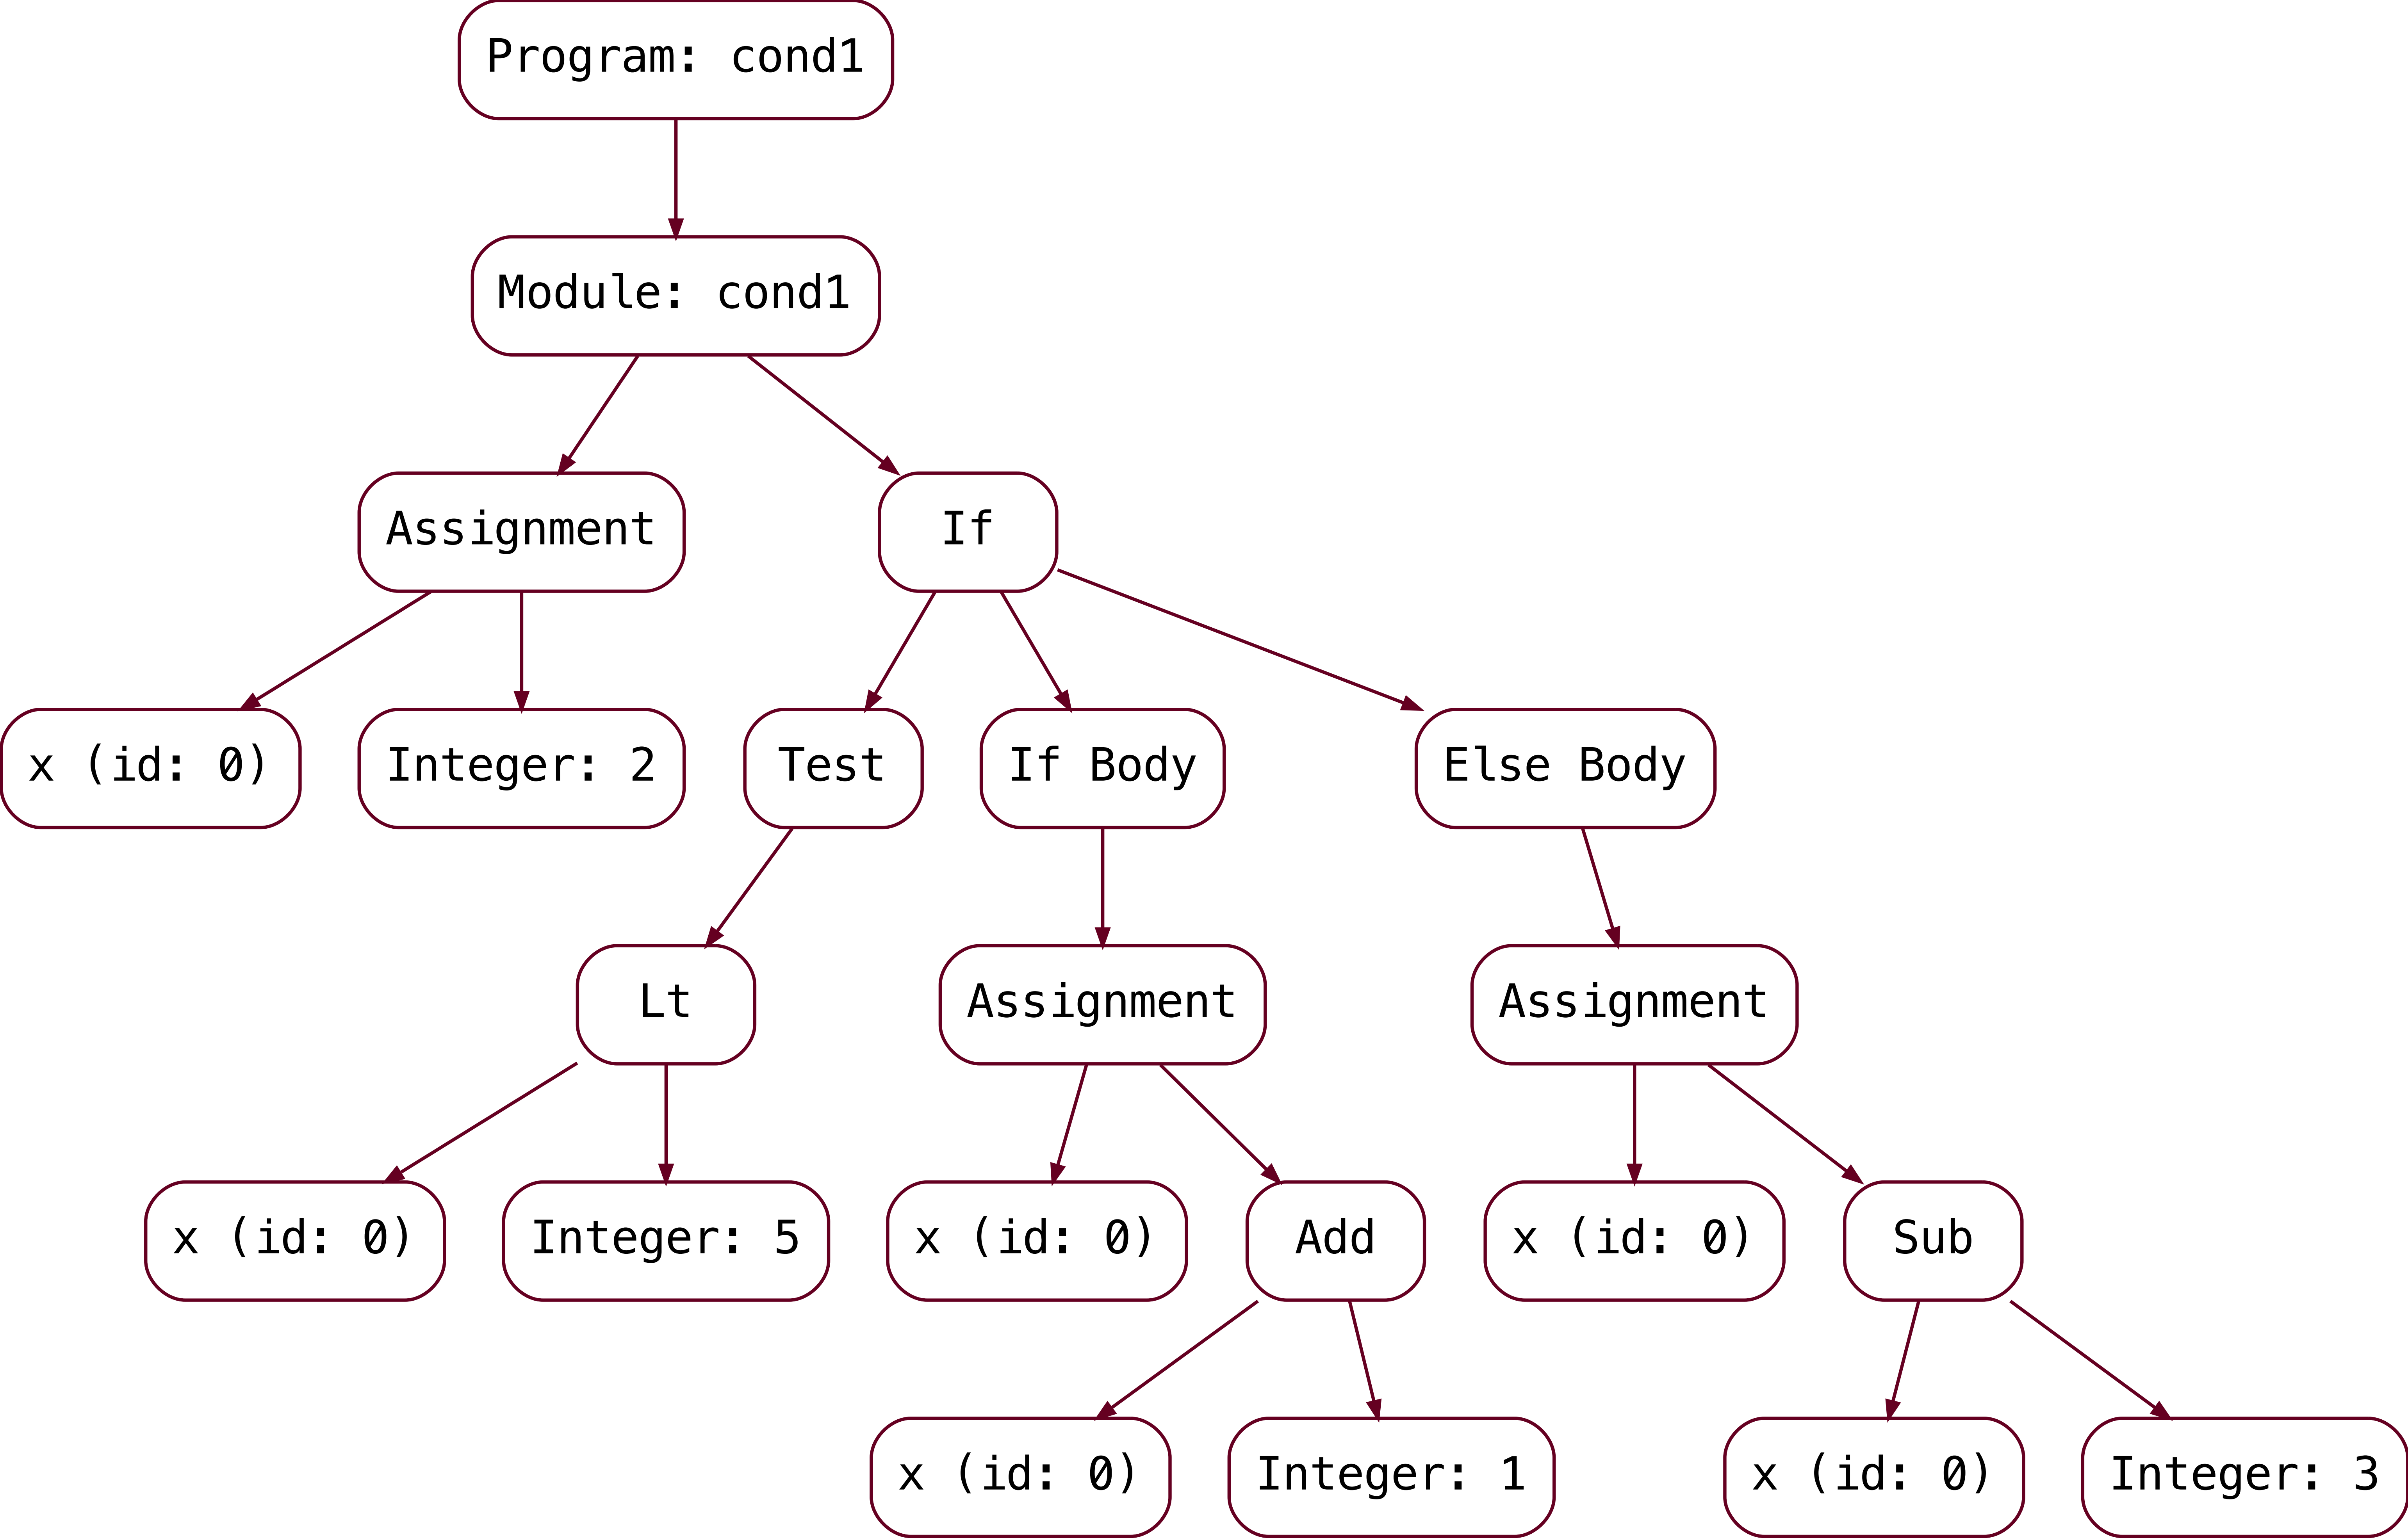 Program: cond1
Module: cond1
Assignment
If
x (id: 0)
Integer: 2
Test
If Body
Else Body
Lt
Assignment
Assignment
x (id: 0)
Integer: 5
x (id: 0)
Add
x (id: 0)
Sub
x (id: 0)
Integer: 1
x (id: 0)
Integer: 3